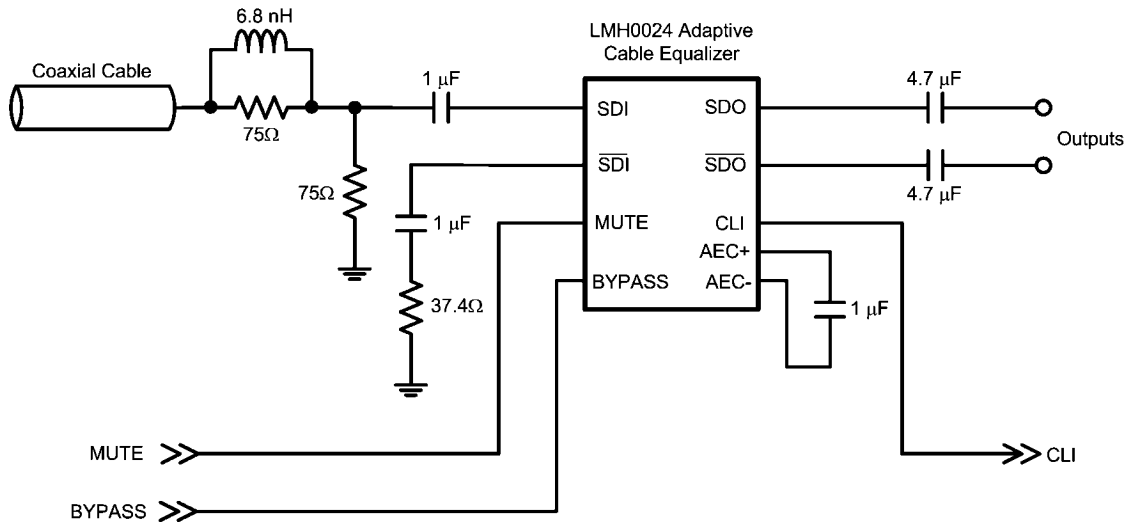 6.8 nH
LMH0024 Adaptive
Cable Equalizer
Coaxial Cable
1 μF
4.7 μF
75Ω
SDI
SDO
Outputs
SDI
SDO
75Ω
4.7 μF
1 μF
MUTE
CLI
AEC+
BYPASS
AEC-
37.4Ω
1 μF
MUTE
CLI
BYPASS